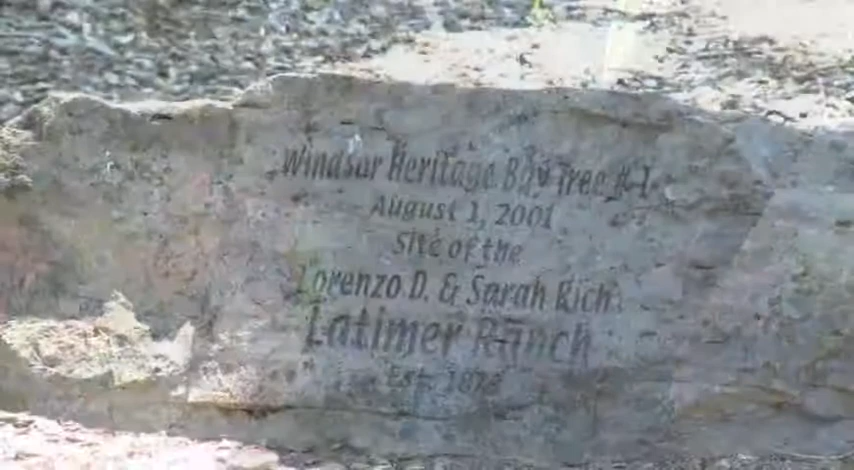 Windsor Heritage Bay Tree #1
August 1, 2001
Site of the
Lorenzo D. & Sarah Rich
Latimer Ranch
Est.